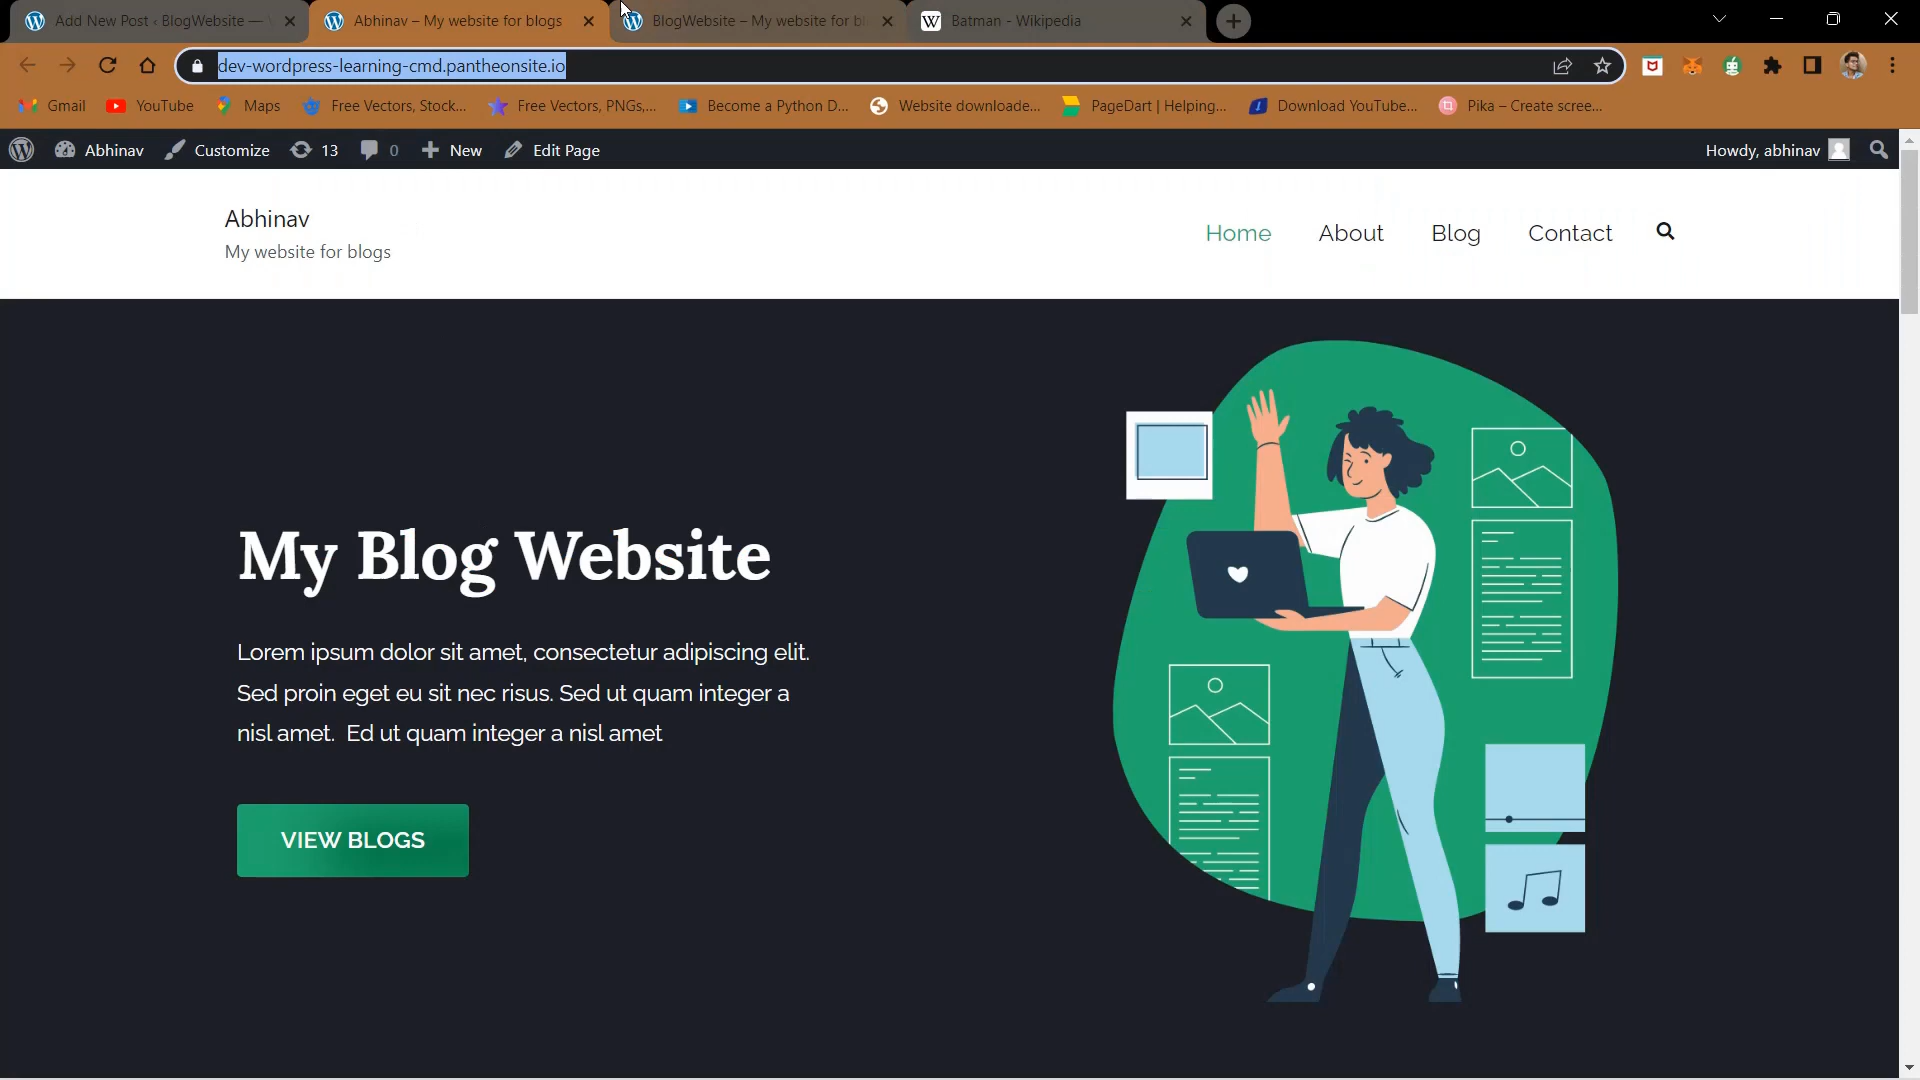 Add New Post ‹ BlogWebsite —
Abhinav – My website for blogs
BlogWebsite – My website for bl
Batman - Wikipedia
dev-wordpress-learning-cmd.pantheonsite.io
Gmail
YouTube
Maps
Free Vectors, Stock...
Free Vectors, PNGs,...
Become a Python D...
Website downloade...
PageDart | Helping...
Download YouTube...
Pika – Create scree...
Abhinav
Customize
13
0
New
Edit Page
Howdy, abhinav
Abhinav
My website for blogs
Home
About
Blog
Contact
My Blog Website
Lorem ipsum dolor sit amet, consectetur adipiscing elit.
Sed proin eget eu sit nec risus. Sed ut quam integer a
nisl amet.  Ed ut quam integer a nisl amet
VIEW BLOGS